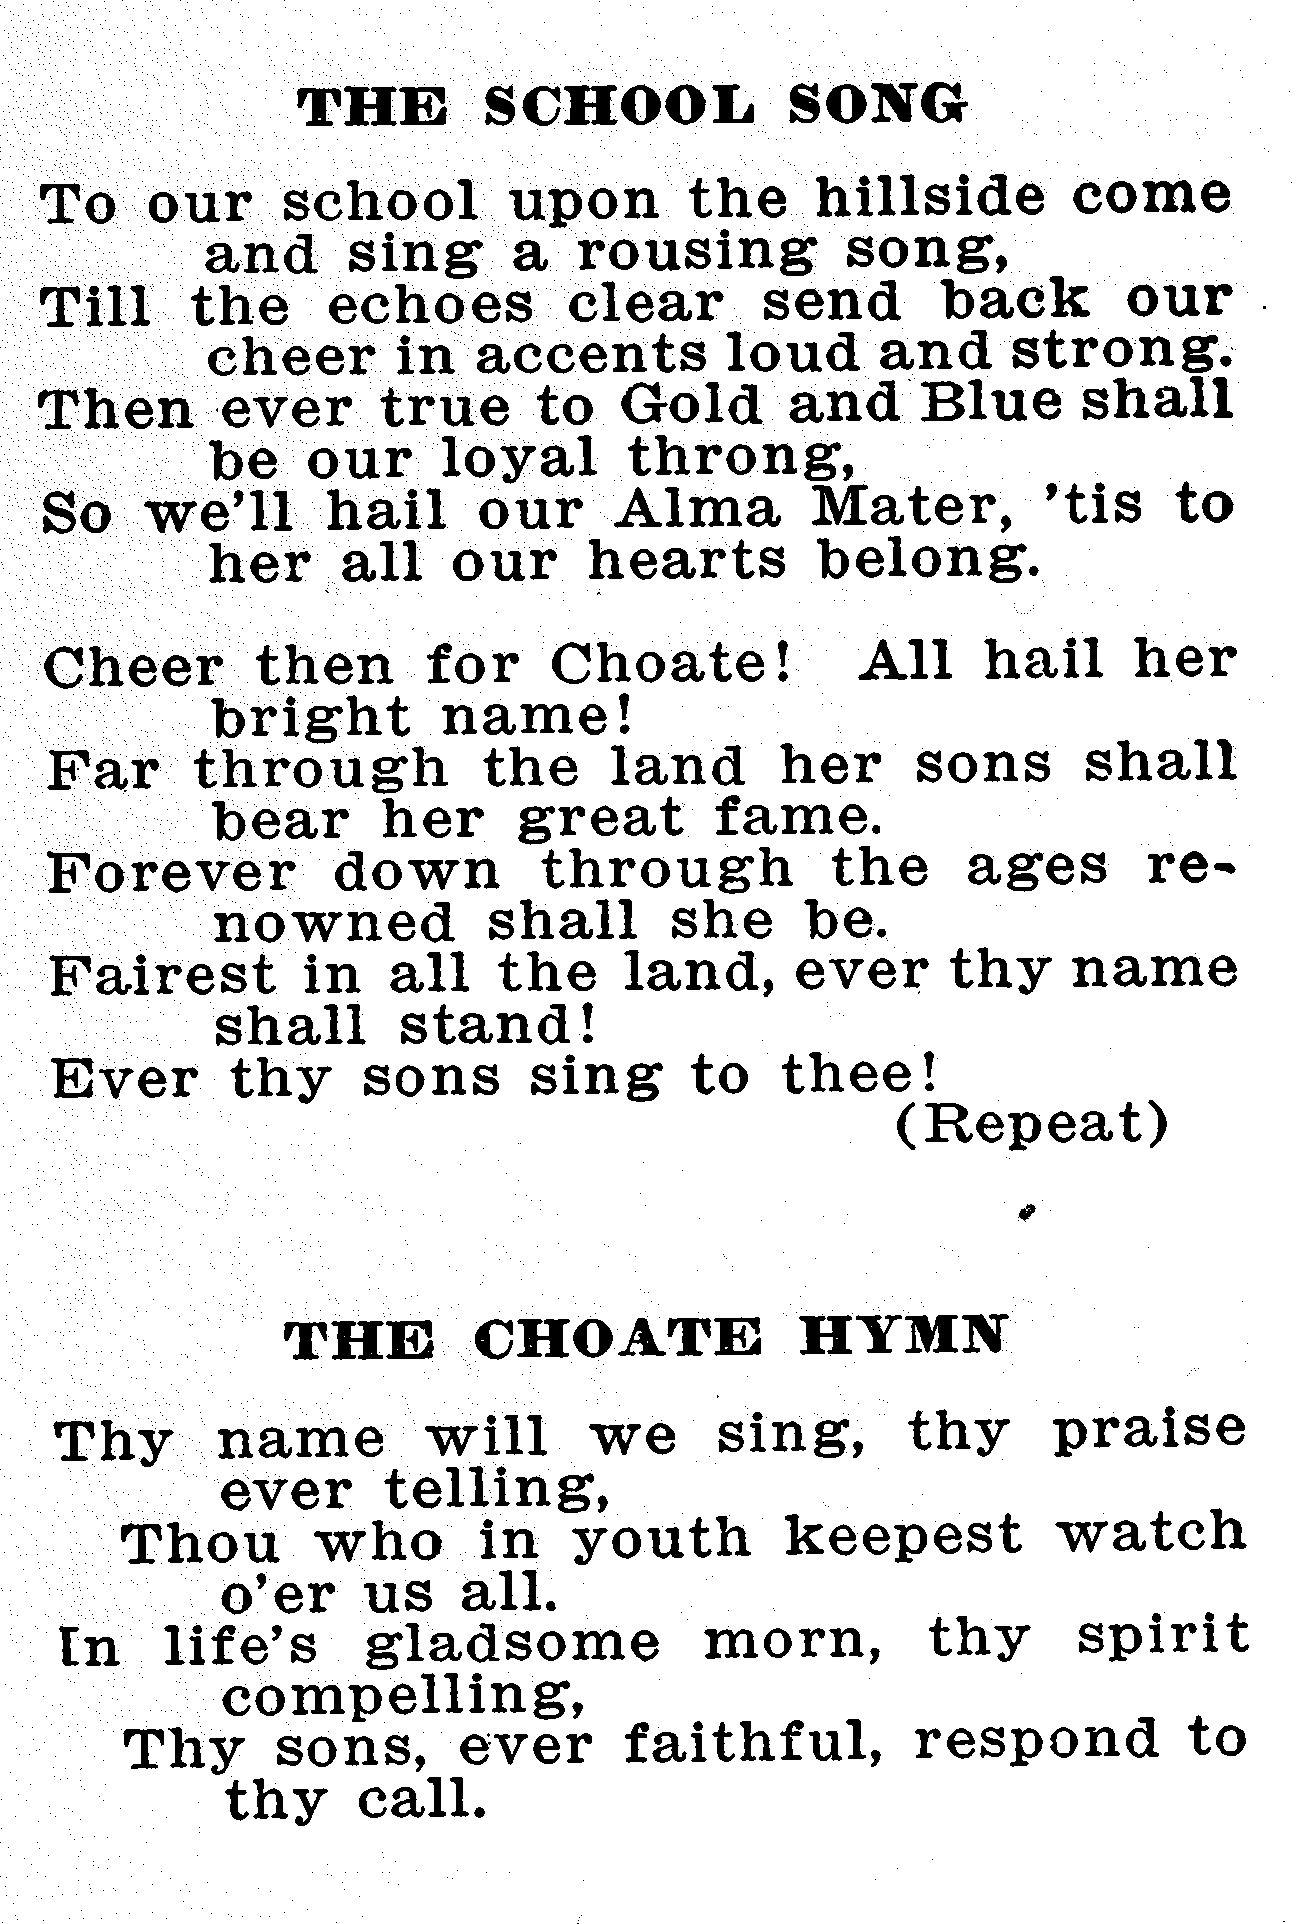 THE SCHOOL SONG
To our school upon the hillside come
and sing a rousing song,
Till the echoes clear send back our
cheer in accents loud and strong.
Then ever true to Gold and Blue shall
be our loyal throng,
So we'll hail our Alma Mater, 'tis to
her all our hearts belong.
Cheer then for Choate! All hail her
bright name!
Far through the land her sons shall
bear her great fame.
Forever down through the ages re-
nowned shall she be.
Fairest in all the land, ever thy name
shall stand!
Ever thy sons sing to thee!
(Repeat)
THE CHOATE HYMN
Thy name will we sing, thy praise
ever telling,
Thou who in youth keepest watch
o'er us all.
In life's gladsome morn, thy spirit
compelling,
Thy sons, ever faithful, respond to
thy call.